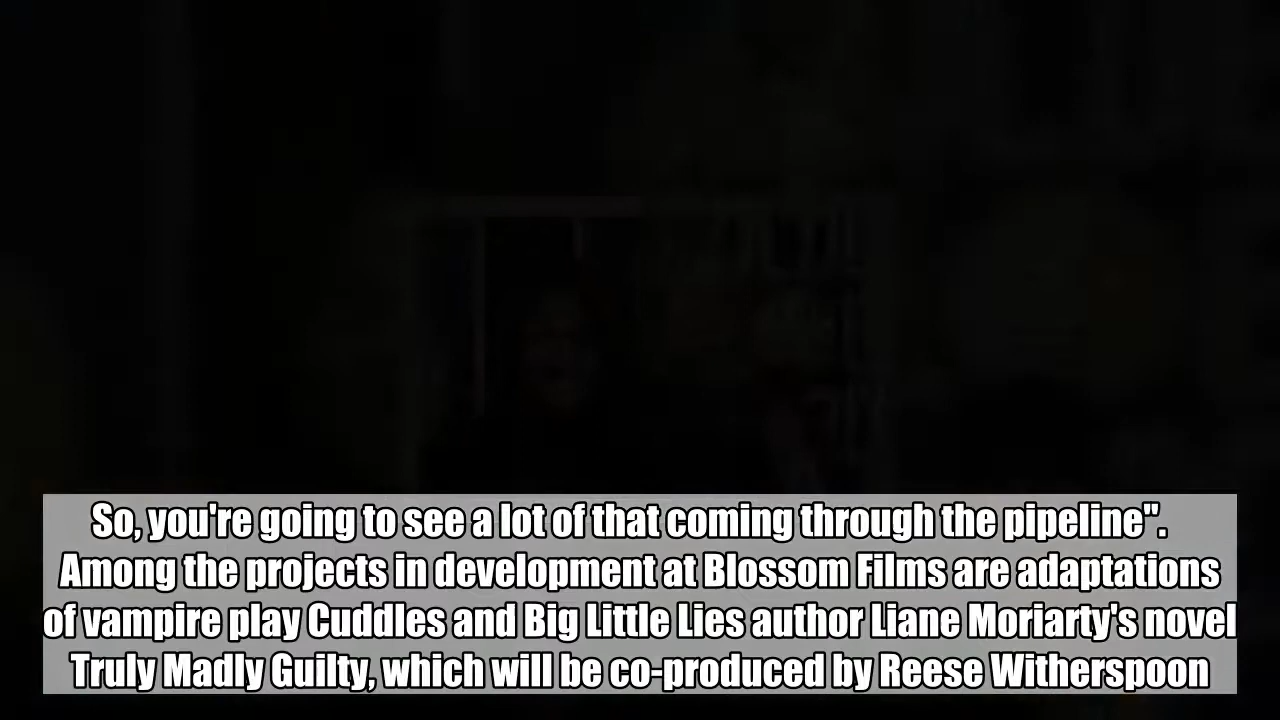 So, you're going to see a lot of that coming through the pipeline".
Among the projects in development at Blossom Films are adaptations
of vampire play Cuddles and Big Little Lies author Liane Moriarty's novel
Truly Madly Guilty, which will be co-produced by Reese Witherspoon